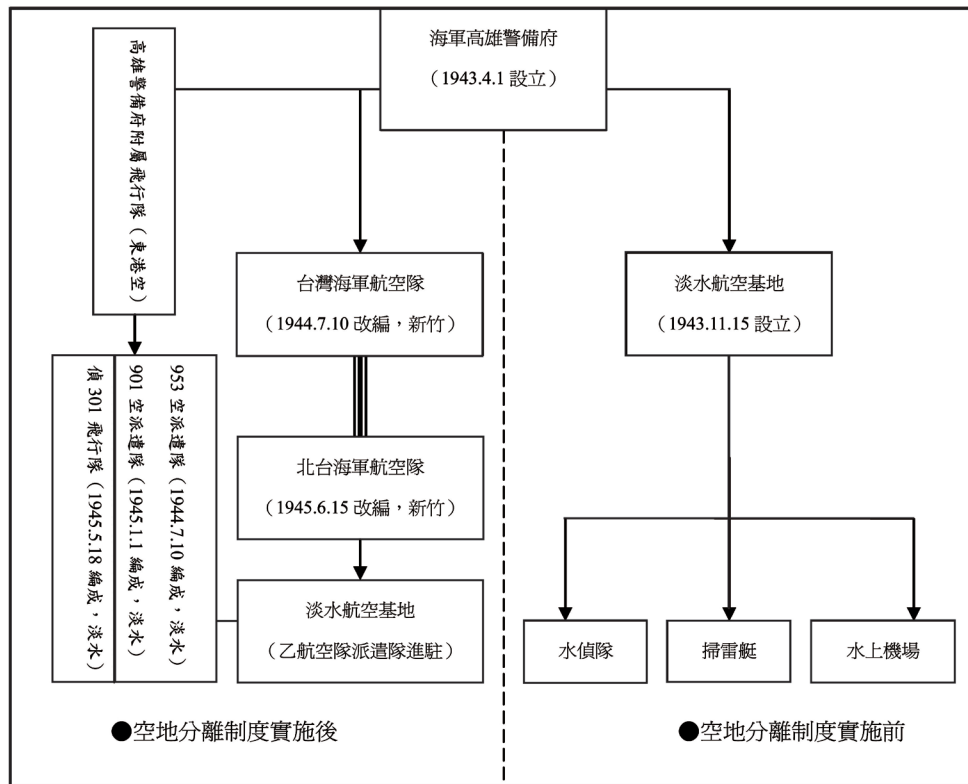 海軍高雄警備府
（1943.4.1 設立）
高雄警備府附屬飛行隊（東港空）
台灣海軍航空隊
（1944.7.10 改編，新竹）
淡水航空基地
（1943.11.15 設立）
953 空派遣隊（1944.7.10 編成，淡水）
901 空派遣隊（1945.1.1 編成，淡水）
偵 301 飛行隊（1945.5.18 編成，淡水）
北台海軍航空隊
（1945.6.15 改編，新竹）
淡水航空基地
（乙航空隊派遣隊進駐）
水偵隊
掃雷艇
水上機場
●空地分離制度實施後
●空地分離制度實施前